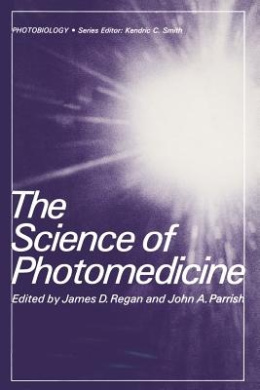 PHOTOBIOLOGY • Series Editor: Kendric C. Smith
The
Science of
Photomedicine
Edited by James D. Regan and John A. Parrish